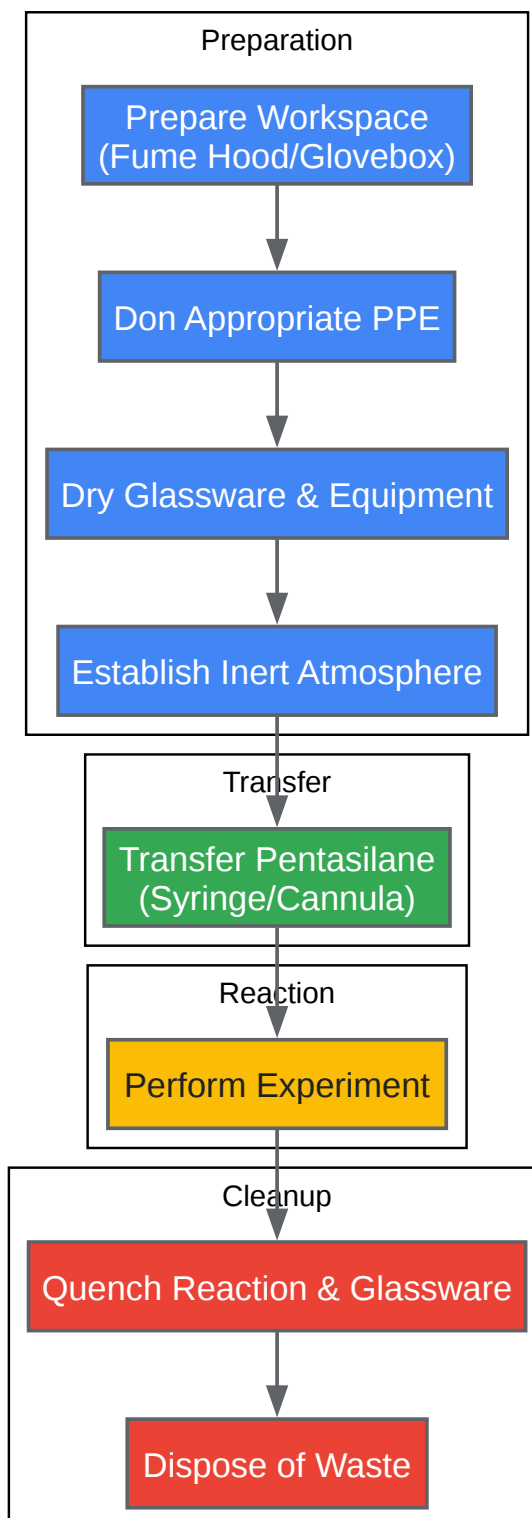 Preparation
Prepare Workspace
(Fume Hood/Glovebox)
Don Appropriate PPE
Dry Glassware & Equipment
Establish Inert Atmosphere
Transfer
Transfer Pentasilane
(Syringe/Cannula)
Reaction
Perform Experiment
Cleanup
Quench Reaction & Glassware
Dispose of Waste